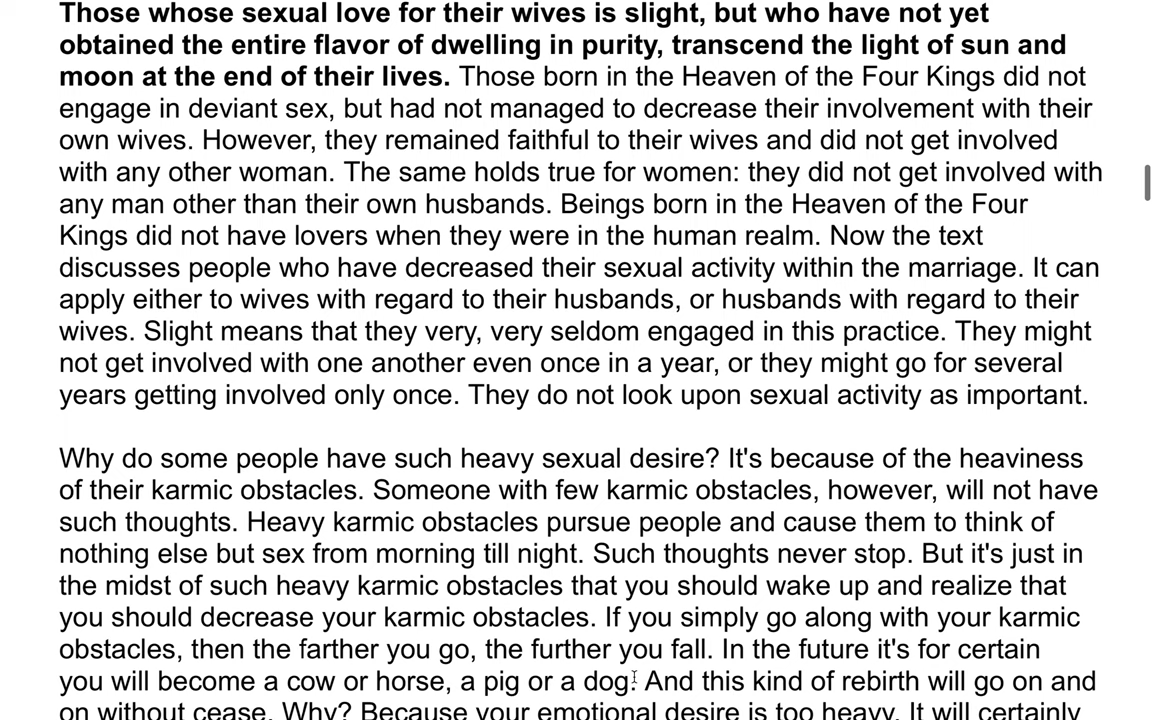 Those whose sexual love for their wives is slight, but who have not yet
obtained the entire flavor of dwelling in purity, transcend the light of sun and
moon at the end of their lives. Those born in the Heaven of the Four Kings did not
engage in deviant sex, but had not managed to decrease their involvement with their
own wives. However, they remained faithful to their wives and did not get involved
with any other woman. The same holds true for women: they did not get involved with
any man other than their own husbands. Beings born in the Heaven of the Four
Kings did not have lovers when they were in the human realm. Now the text
discusses people who have decreased their sexual activity within the marriage. It can
apply either to wives with regard to their husbands, or husbands with regard to their
wives. Slight means that they very, very seldom engaged in this practice. They might
not get involved with one another even once in a year, or they might go for several
years getting involved only once. They do not look upon sexual activity as important.
Why do some people have such heavy sexual desire? It's because of the heaviness
of their karmic obstacles. Someone with few karmic obstacles, however, will not have
such thoughts. Heavy karmic obstacles pursue people and cause them to think of
nothing else but sex from morning till night. Such thoughts never stop. But it's just in
the midst of such heavy karmic obstacles that you should wake up and realize that
you should decrease your karmic obstacles. If you simply go along with your karmic
obstacles, then the farther you go, the further you fall. In the future it's for certain
you will become a cow or horse, a pig or a dog. And this kind of rebirth will go on and
on without cease. Why? Because your emotional desire is too heavy. It will certainly